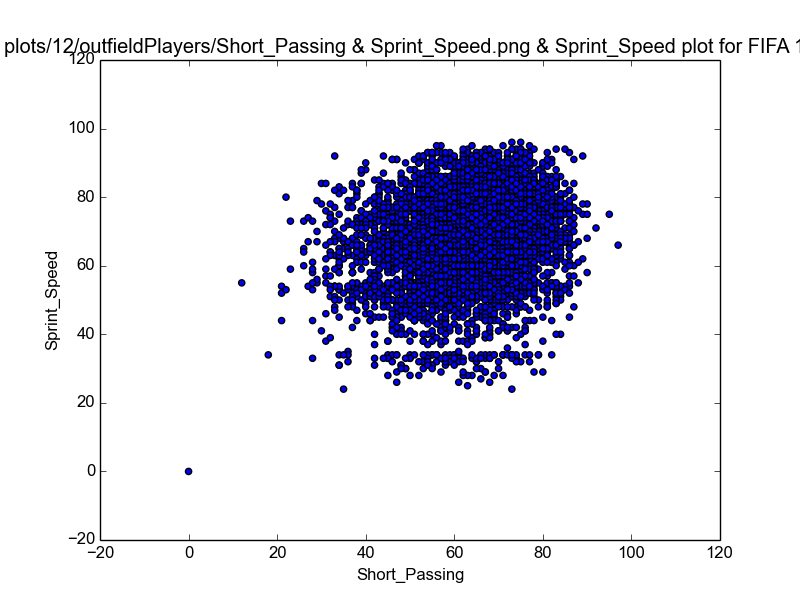 plots/12/outfieldPlayers/Short_Passing & Sprint_Speed.png & Sprint_Speed plot for FIFA 1
120
100
80
60
40
20
0
−20
Sprint_Speed
−20 0 20 40 60 80 100 120
Short_Passing